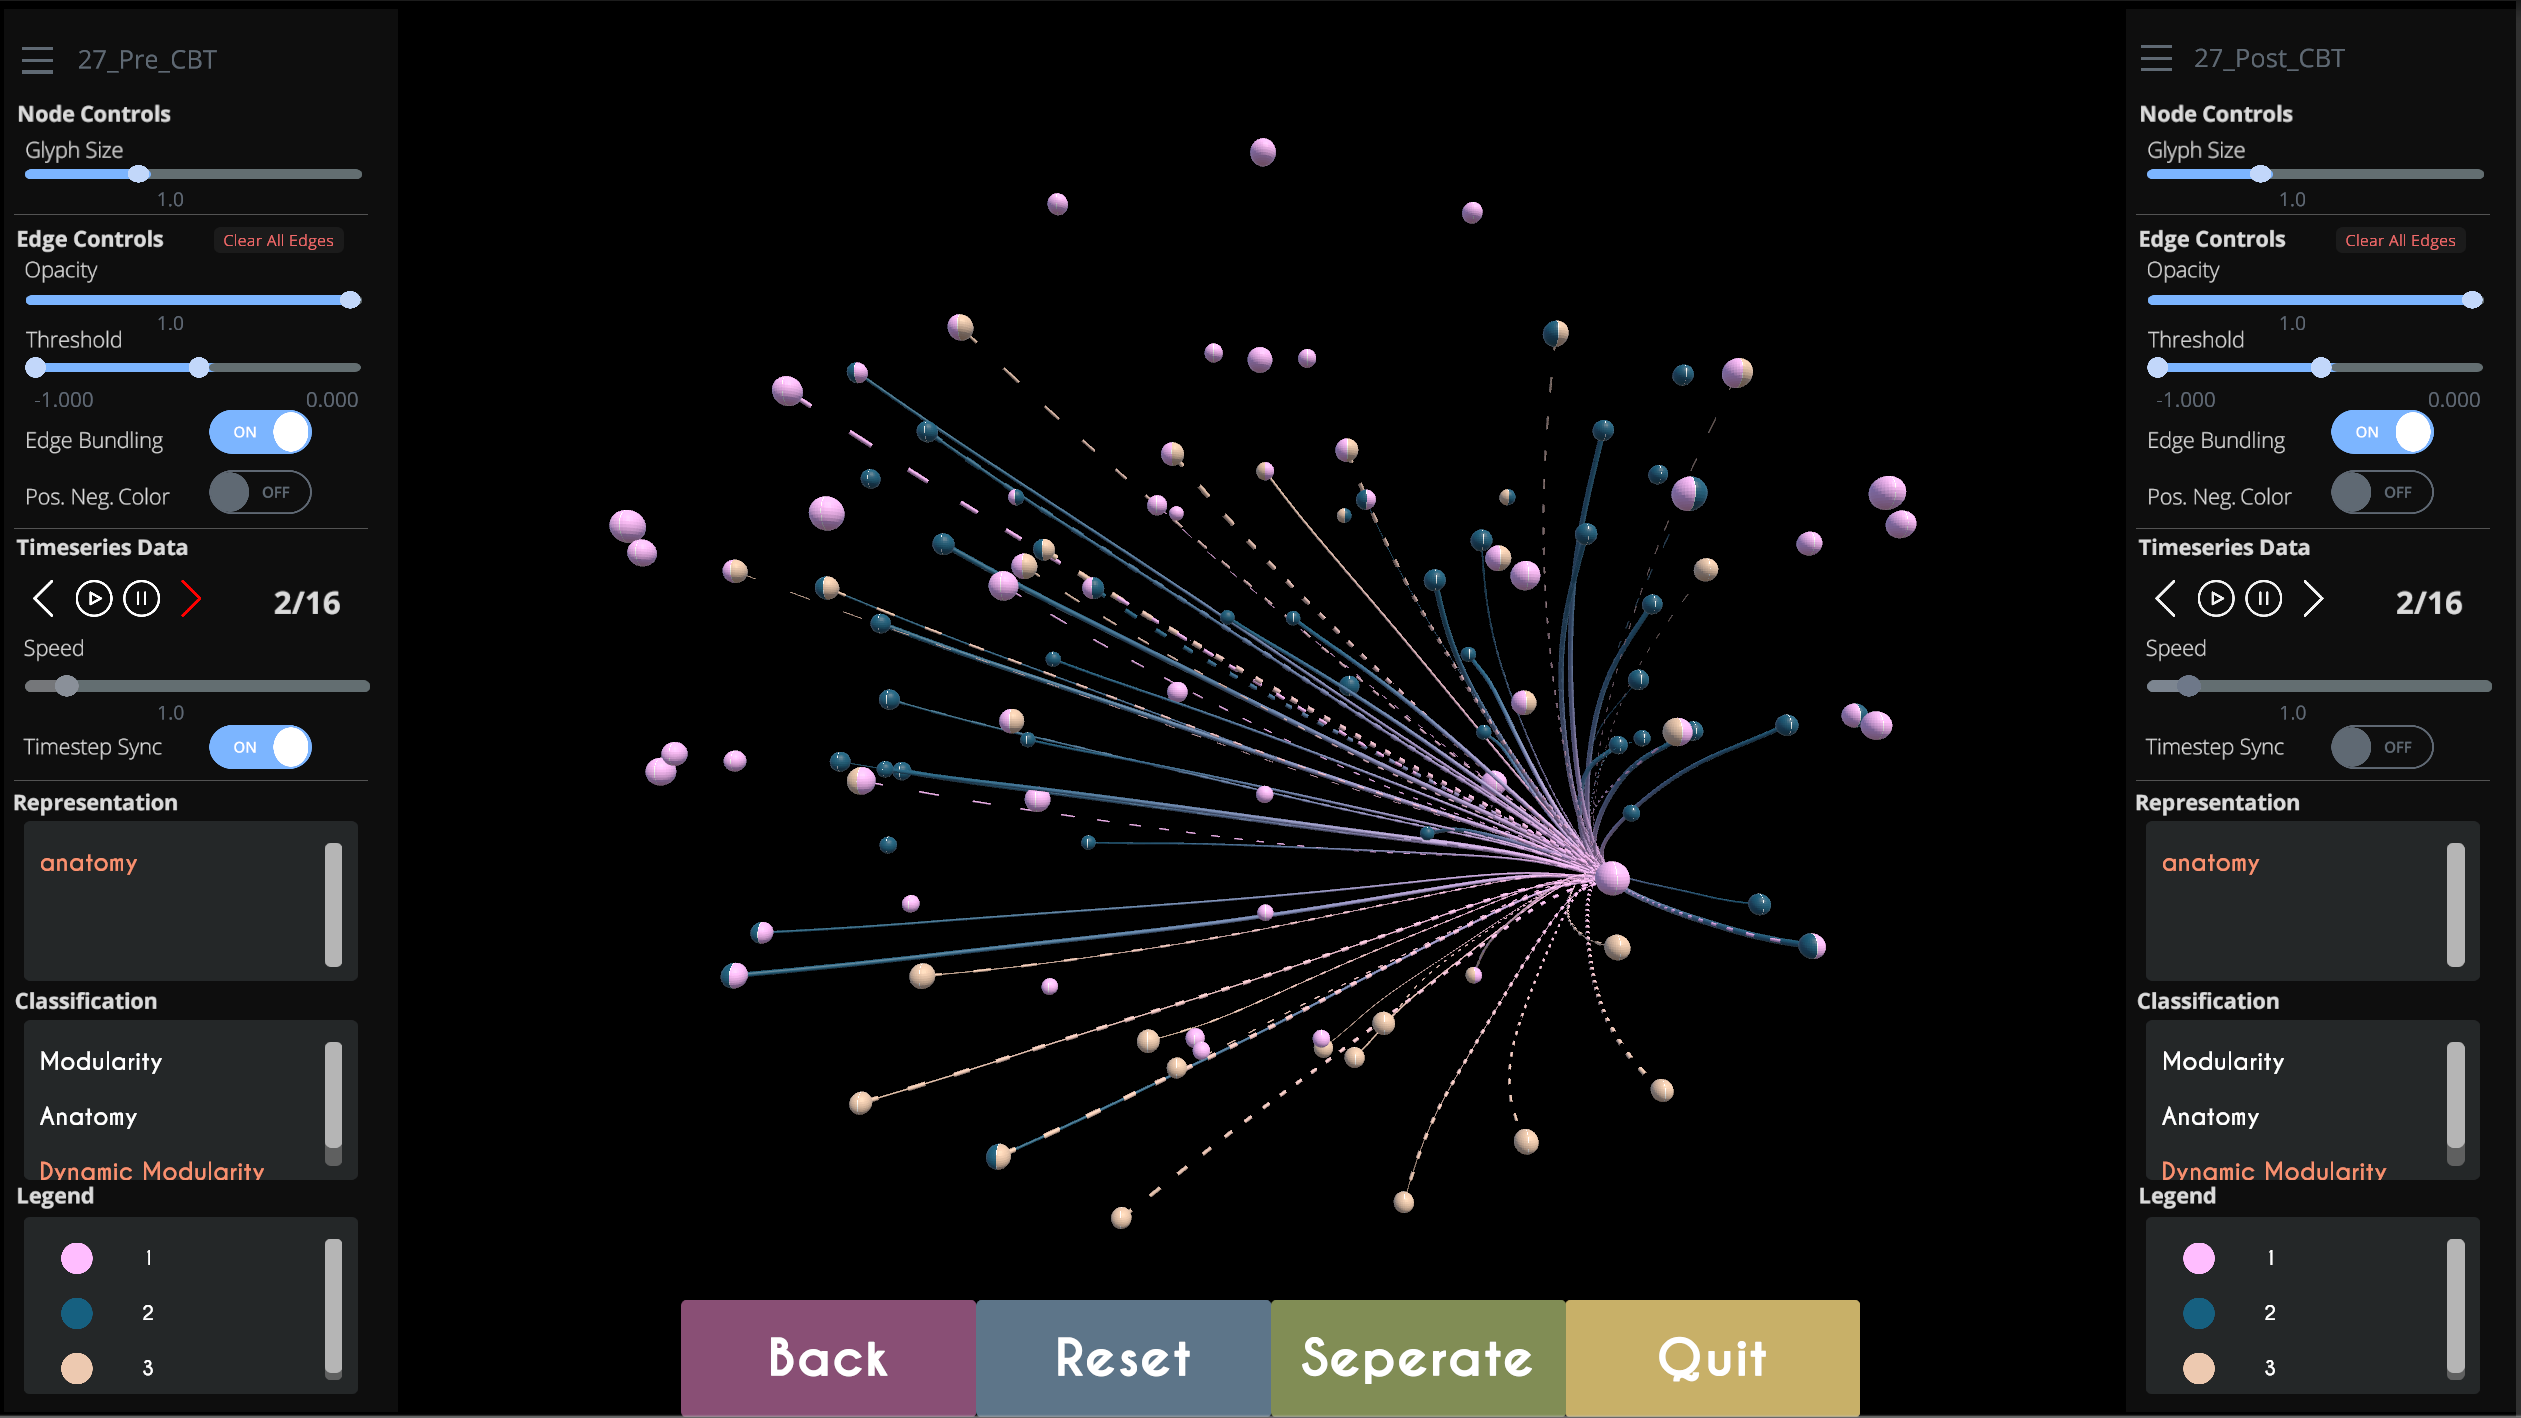 27_Pre_CBT
Node Controls
Glyph Size
1.0
Edge Controls Clear All Edges
Opacity
1.0
Threshold
-1.000 0.000
Edge Bundling ON
Pos. Neg. Color OFF
Timeseries Data
2/16
Speed
1.0
Timestep Sync ON
Representation
anatomy
Classification
Modularity
Anatomy
Dynamic Modularity
Legend
1
2
3
Back Reset Seperate Quit
27_Post_CBT
Node Controls
Glyph Size
1.0
Edge Controls Clear All Edges
Opacity
1.0
Threshold
-1.000 0.000
Edge Bundling ON
Pos. Neg. Color OFF
Timeseries Data
2/16
Speed
1.0
Timestep Sync OFF
Representation
anatomy
Classification
Modularity
Anatomy
Dynamic Modularity
Legend
1
2
3